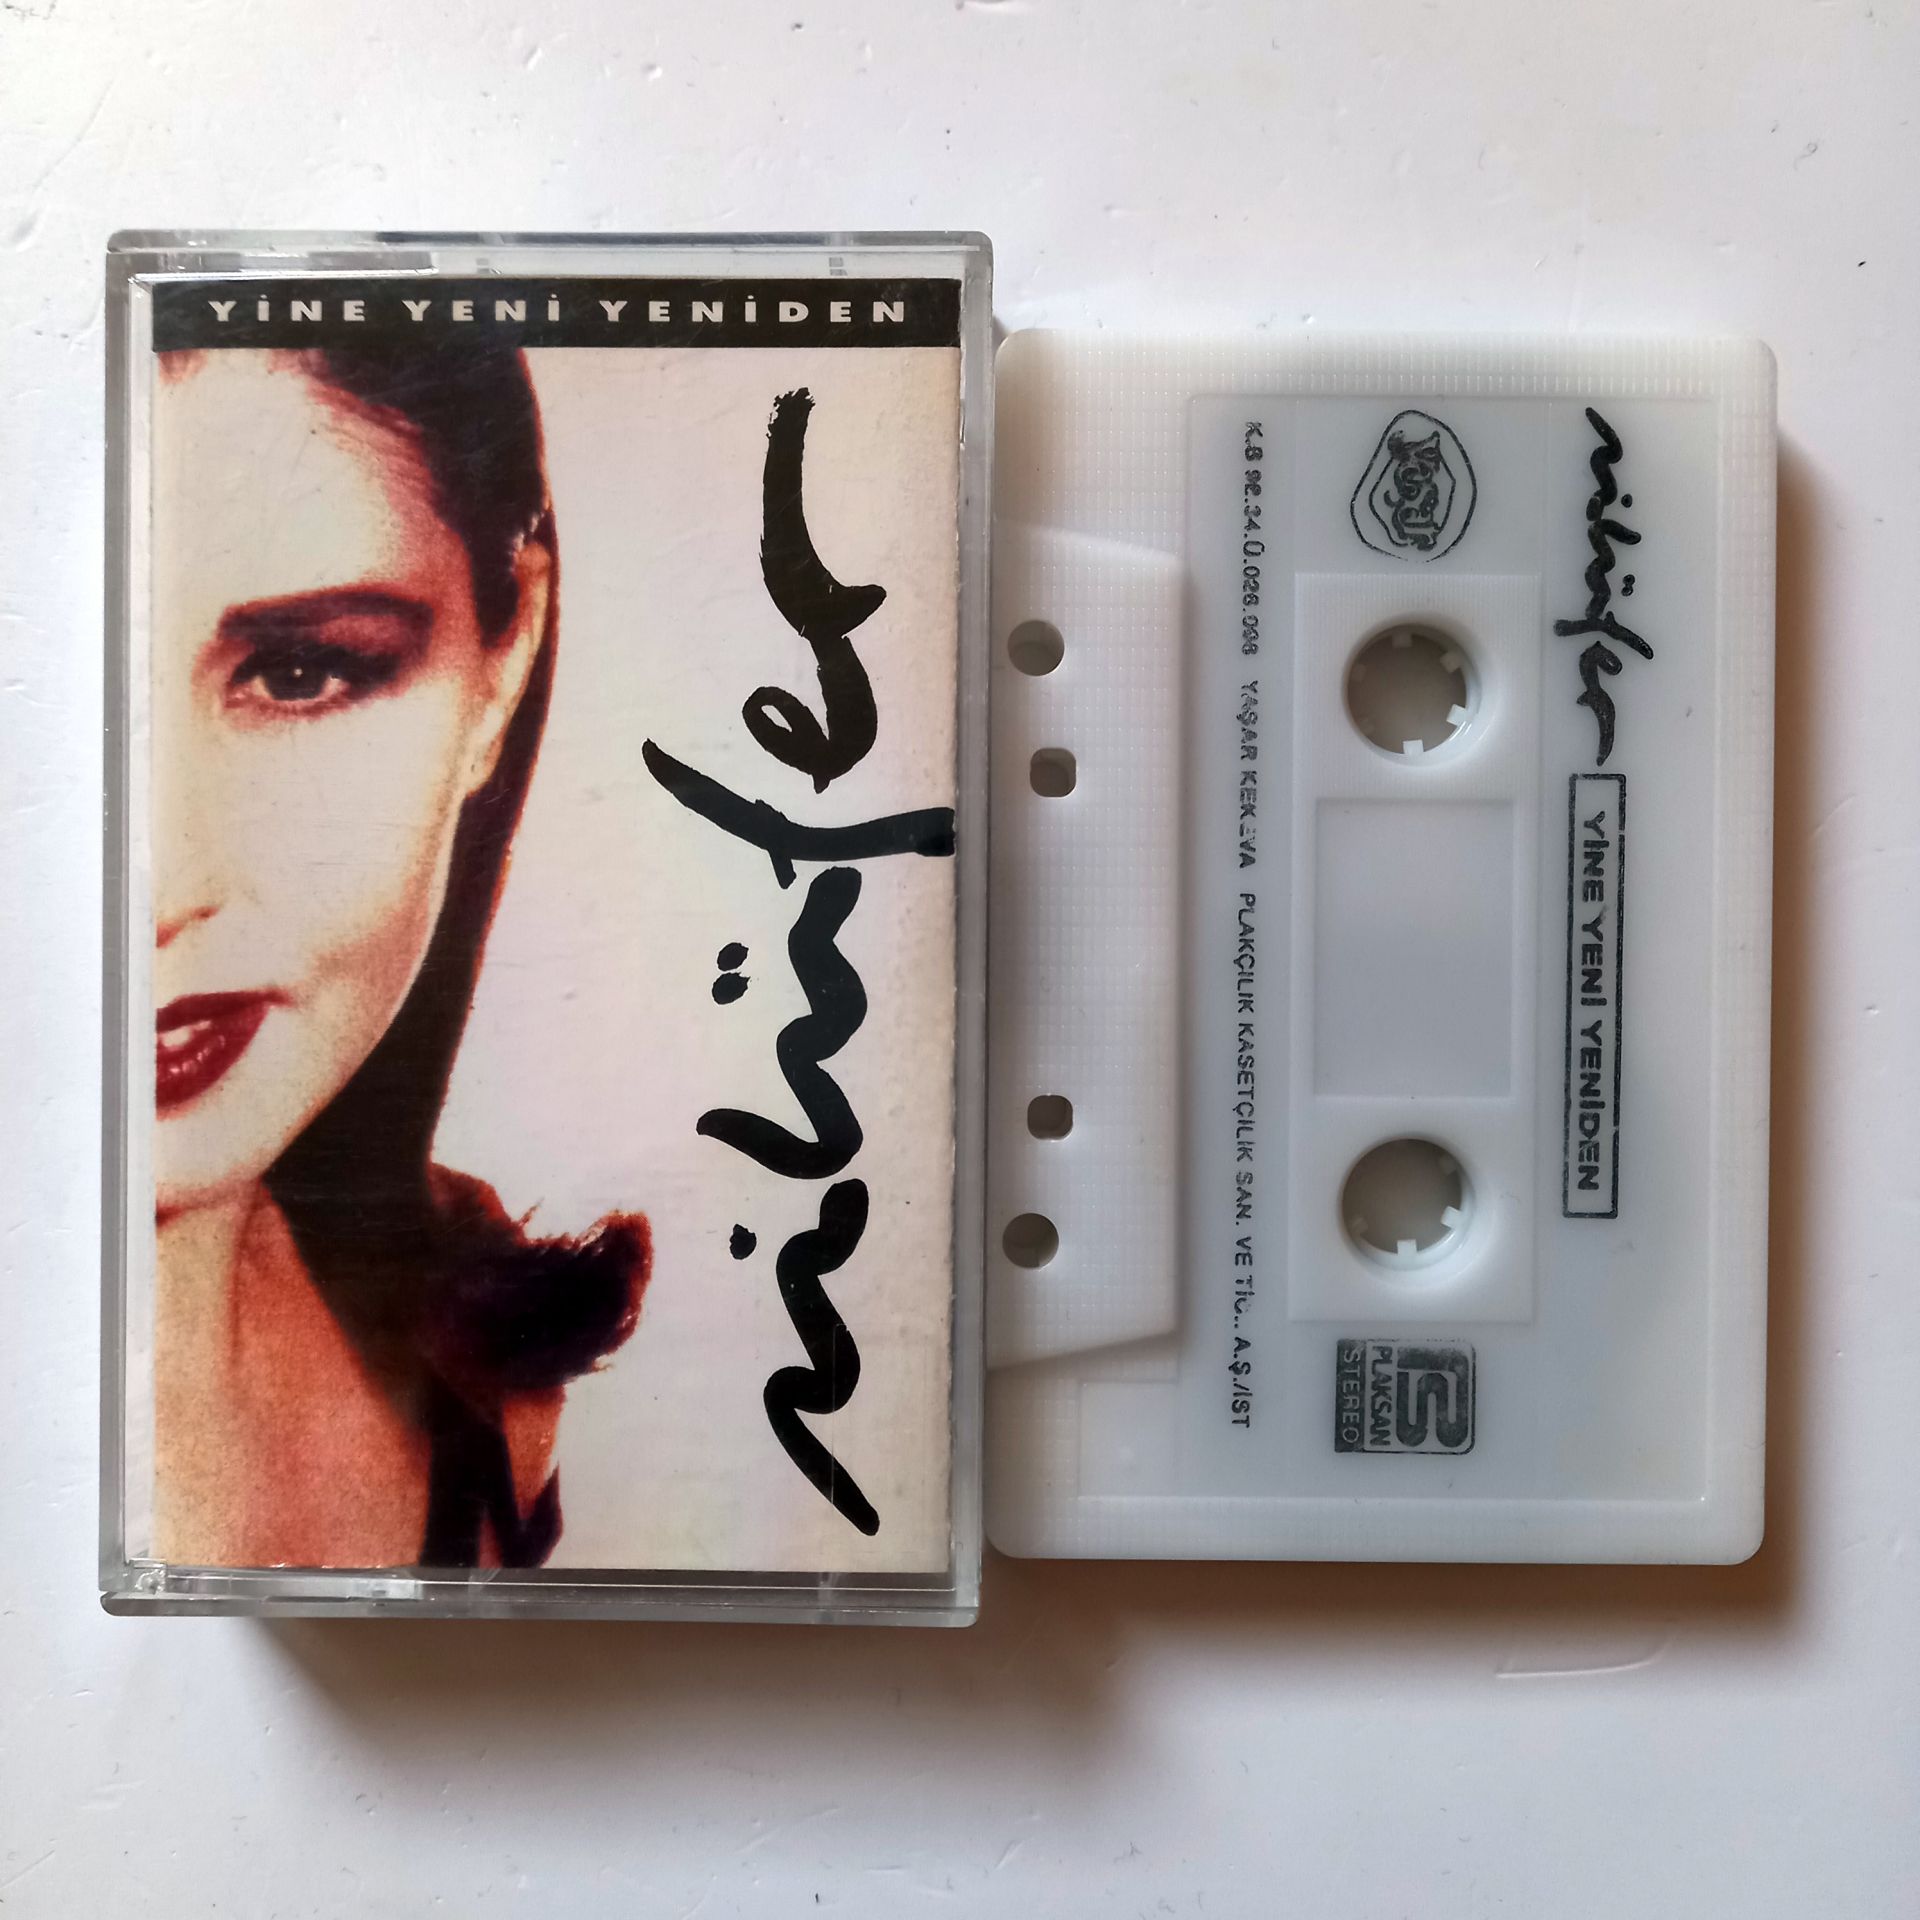 YİNE YENİ YENİDEN
nilüfer
nilüfer
YİNE YENİ YENİDEN
Yaşar
PLAKSAN
STEREO
YAŞAR KEKEVA PLAKÇILIK KASETÇİLİK SAN. VE TİC. A.Ş./İST